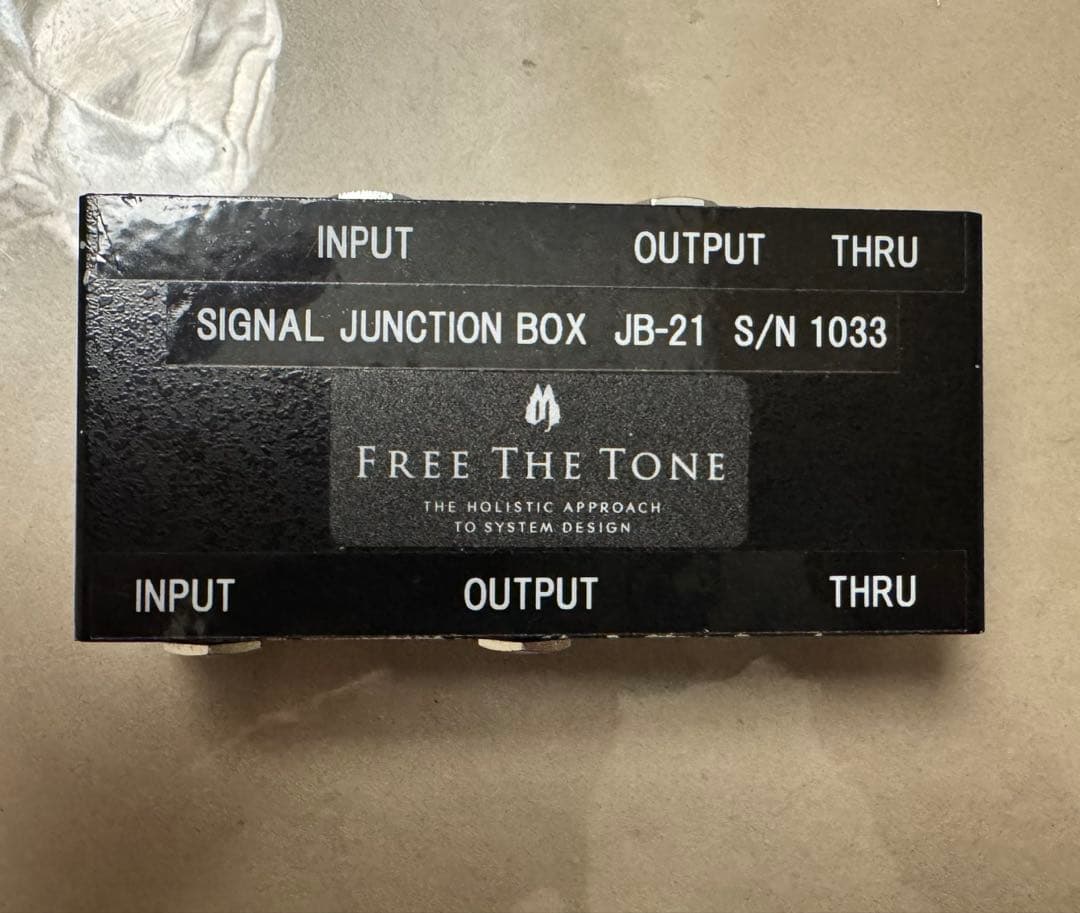 INPUT OUTPUT THRU
SIGNAL JUNCTION BOX JB-21 S/N 1033
FREE THE TONE
THE HOLISTIC APPROACH
TO SYSTEM DESIGN
INPUT OUTPUT THRU